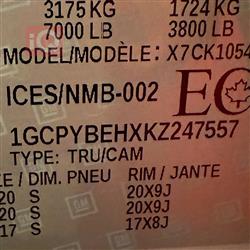 3175 KG 1724 KG
7000 LB 3800 LB
MODEL/MODÈLE: X7CK1054
ICES/NMB-002 EC
1GCPYBEHXKZ247557
TYPE: TRU/CAM
E / DIM. PNEU RIM / JANTE
20 S 20X9J
20 S 20X9J
17 S 17X8J